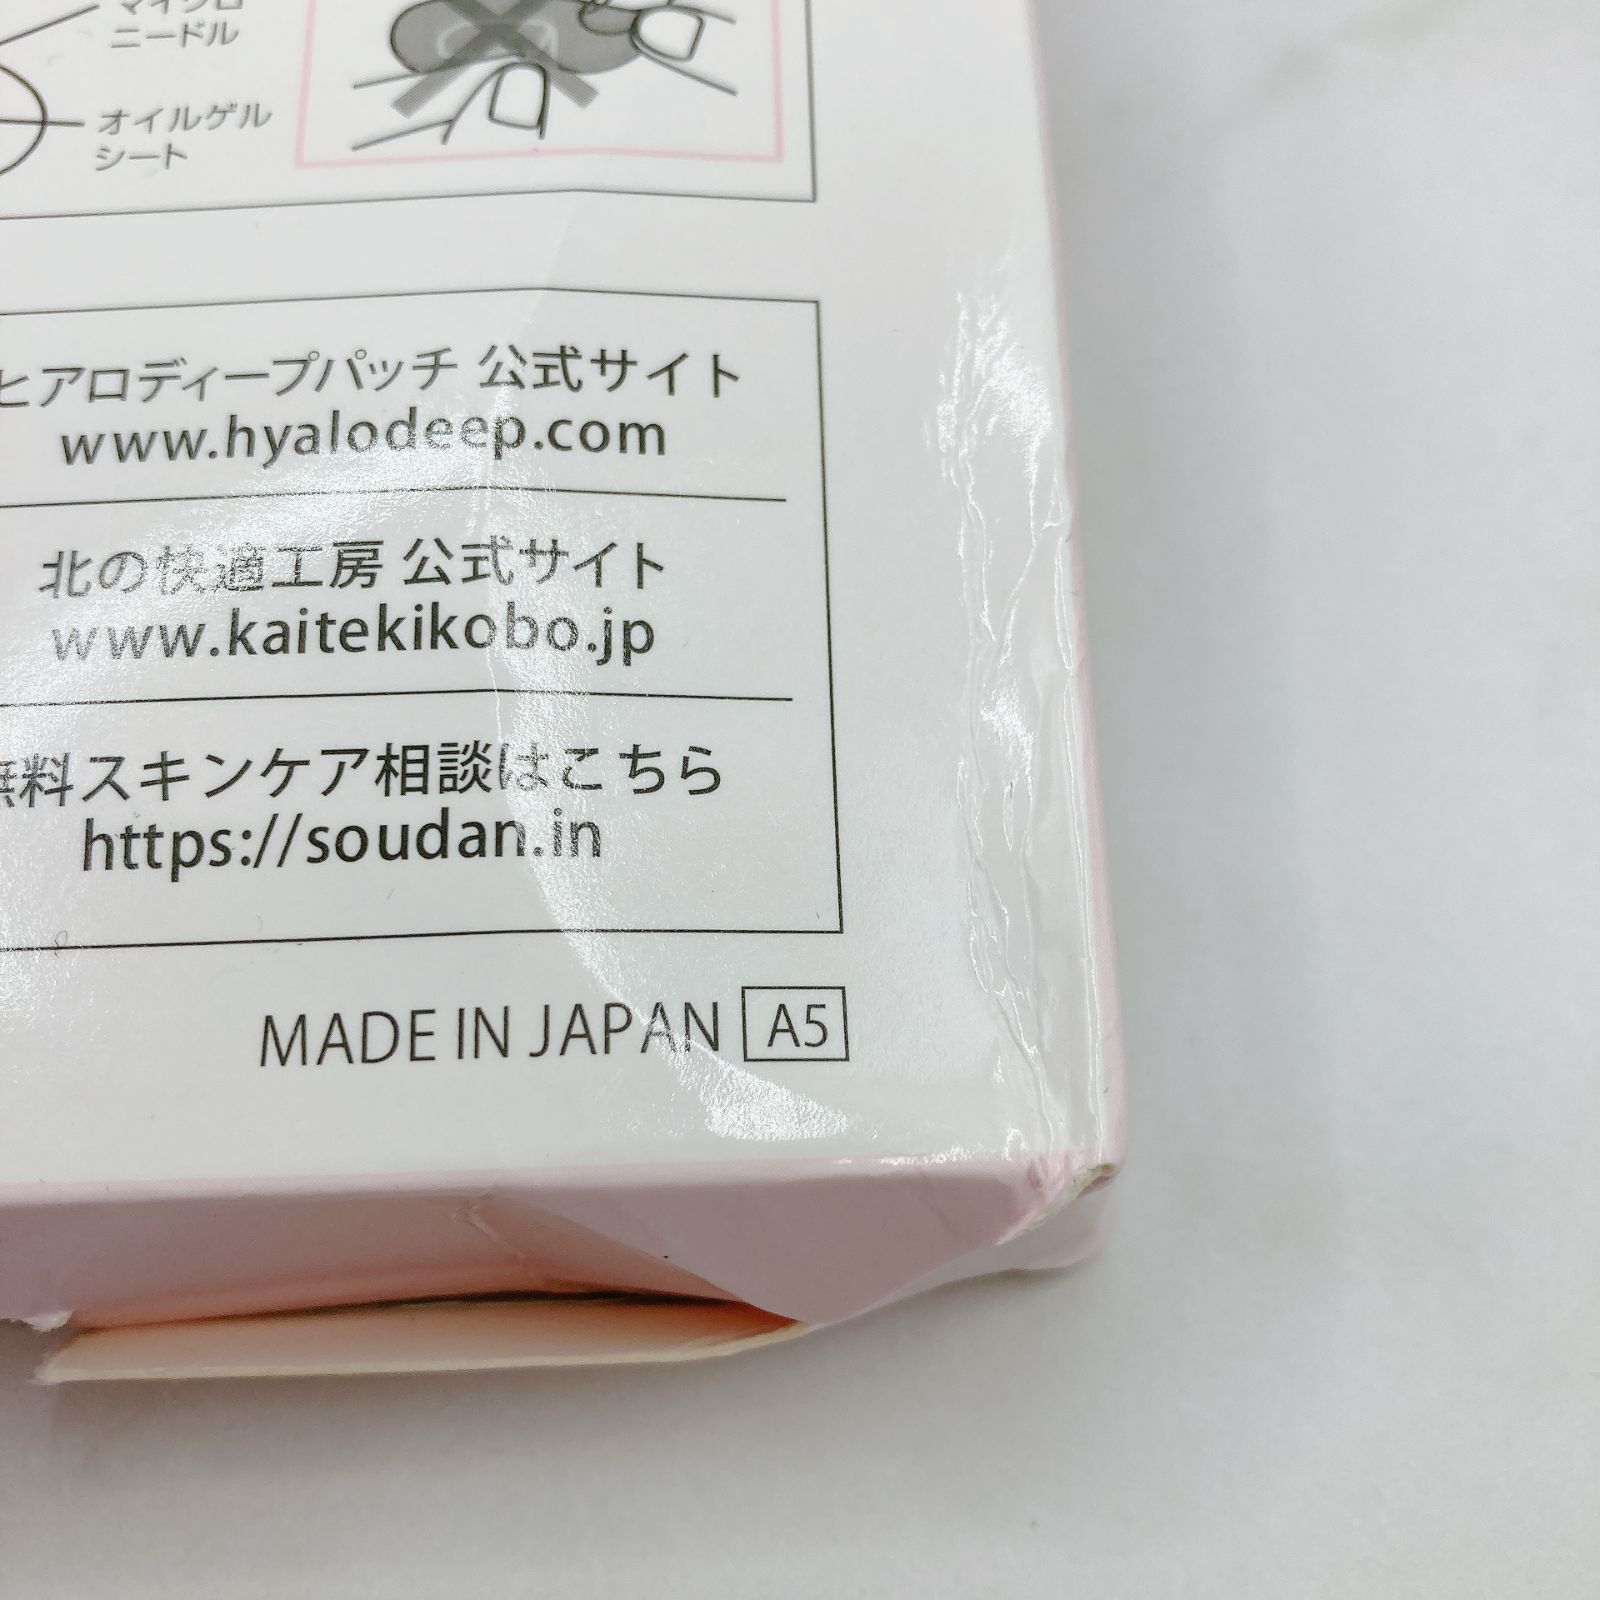 マイクロ
ニードル
オイルゲル
シート
ヒアロディープパッチ 公式サイト
www.hyalodeep.com
北の快適工房 公式サイト
www.kaitekikobo.jp
無料スキンケア相談はこちら
https://soudan.in
MADE IN JAPAN A5